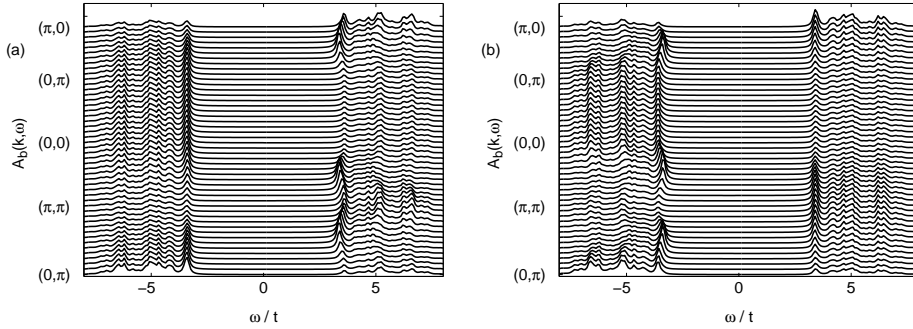 (a)
A_b(k,ω)
(π,0)
(0,π)
(0,0)
(π,π)
(0,π)
−5
0
5
ω / t
(b)
A_b(k,ω)
(π,0)
(0,π)
(0,0)
(π,π)
(0,π)
−5
0
5
ω / t